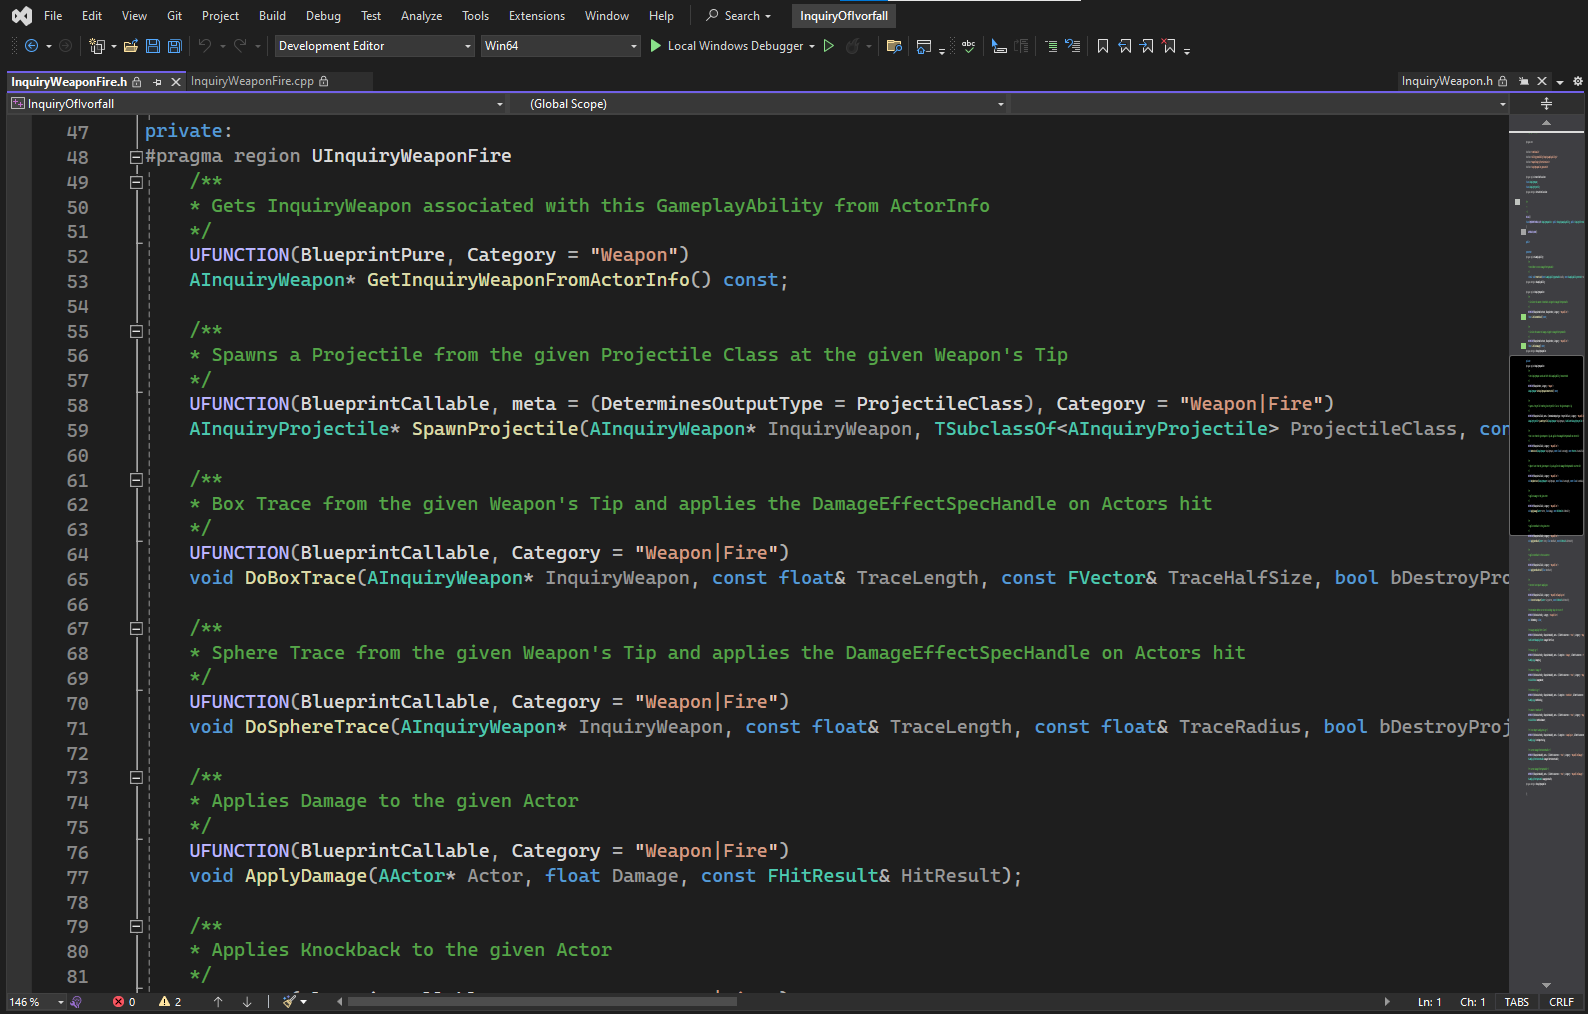 File Edit View Git Project Build Debug Test Analyze Tools Extensions Window Help Search InquiryOfIvorfall
Development Editor Win64 Local Windows Debugger abc
InquiryWeaponFire.h InquiryWeaponFire.cpp InquiryWeapon.h
InquiryOfIvorfall (Global Scope)
47 private:
48 #pragma region UInquiryWeaponFire
49 /**
50 * Gets InquiryWeapon associated with this GameplayAbility from ActorInfo
51 */
52 UFUNCTION(BlueprintPure, Category = "Weapon")
53 AInquiryWeapon* GetInquiryWeaponFromActorInfo() const;
54
55 /**
56 * Spawns a Projectile from the given Projectile Class at the given Weapon's Tip
57 */
58 UFUNCTION(BlueprintCallable, meta = (DeterminesOutputType = ProjectileClass), Category = "Weapon|Fire")
59 AInquiryProjectile* SpawnProjectile(AInquiryWeapon* InquiryWeapon, TSubclassOf<AInquiryProjectile> ProjectileClass, con
60
61 /**
62 * Box Trace from the given Weapon's Tip and applies the DamageEffectSpecHandle on Actors hit
63 */
64 UFUNCTION(BlueprintCallable, Category = "Weapon|Fire")
65 void DoBoxTrace(AInquiryWeapon* InquiryWeapon, const float& TraceLength, const FVector& TraceHalfSize, bool bDestroyPro
66
67 /**
68 * Sphere Trace from the given Weapon's Tip and applies the DamageEffectSpecHandle on Actors hit
69 */
70 UFUNCTION(BlueprintCallable, Category = "Weapon|Fire")
71 void DoSphereTrace(AInquiryWeapon* InquiryWeapon, const float& TraceLength, const float& TraceRadius, bool bDestroyProj
72
73 /**
74 * Applies Damage to the given Actor
75 */
76 UFUNCTION(BlueprintCallable, Category = "Weapon|Fire")
77 void ApplyDamage(AActor* Actor, float Damage, const FHitResult& HitResult);
78
79 /**
80 * Applies Knockback to the given Actor
81 */
146 % 0 2 Ln: 1 Ch: 1 TABS CRLF